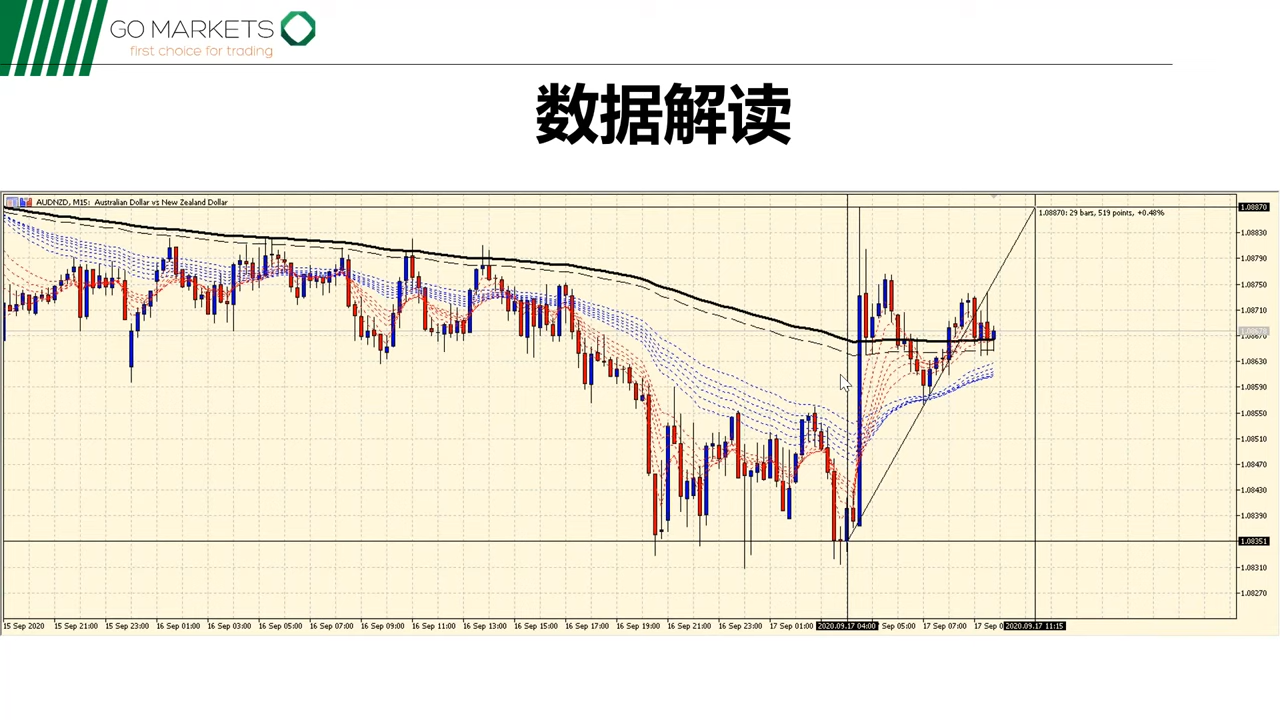 GO MARKETS
first choice for trading
数据解读
AUDNZD, M15: Australian Dollar vs New Zealand Dollar
1.08870: 29 bars, 519 points, +0.48%
1.08870
1.08830
1.08790
1.08750
1.08710
1.08630
1.08590
1.08550
1.08510
1.08470
1.08430
1.08390
1.08351
1.08310
1.08270
15 Sep 2020 15 Sep 21:00 15 Sep 23:00 16 Sep 01:00 16 Sep 03:00 16 Sep 05:00 16 Sep 07:00 16 Sep 09:00 16 Sep 11:00 16 Sep 13:00 16 Sep 15:00 16 Sep 17:00 16 Sep 19:00 16 Sep 21:00 16 Sep 23:00 17 Sep 01:00 2020.09.17 04:00 Sep 05:00 17 Sep 07:00 17 Sep 2020.09.17 11:15